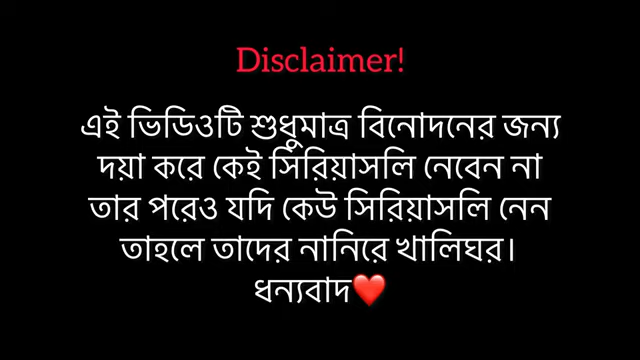 Disclaimer!
এই ভিডিওটি শুধুমাত্র বিনোদনের জন্য
দয়া করে কেই সিরিয়াসলি নেবেন না
তার পরেও যদি কেউ সিরিয়াসলি নেন
তাহলে তাদের নানিরে খালিঘর।
ধন্যবাদ❤️